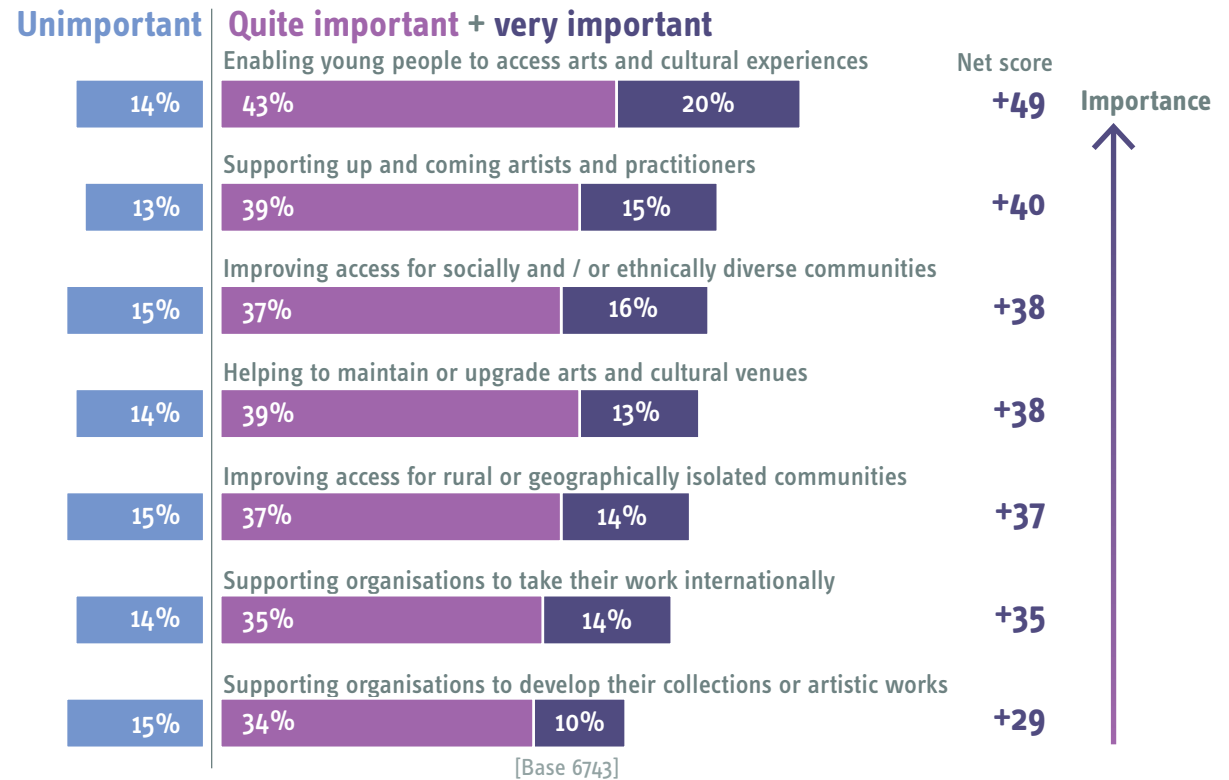 Unimportant Quite important + very important
Enabling young people to access arts and cultural experiences Net score
14% 43% 20% +49 Importance
Supporting up and coming artists and practitioners
13% 39% 15% +40
Improving access for socially and / or ethnically diverse communities
15% 37% 16% +38
Helping to maintain or upgrade arts and cultural venues
14% 39% 13% +38
Improving access for rural or geographically isolated communities
15% 37% 14% +37
Supporting organisations to take their work internationally
14% 35% 14% +35
Supporting organisations to develop their collections or artistic works
15% 34% 10% +29
[Base 6743]